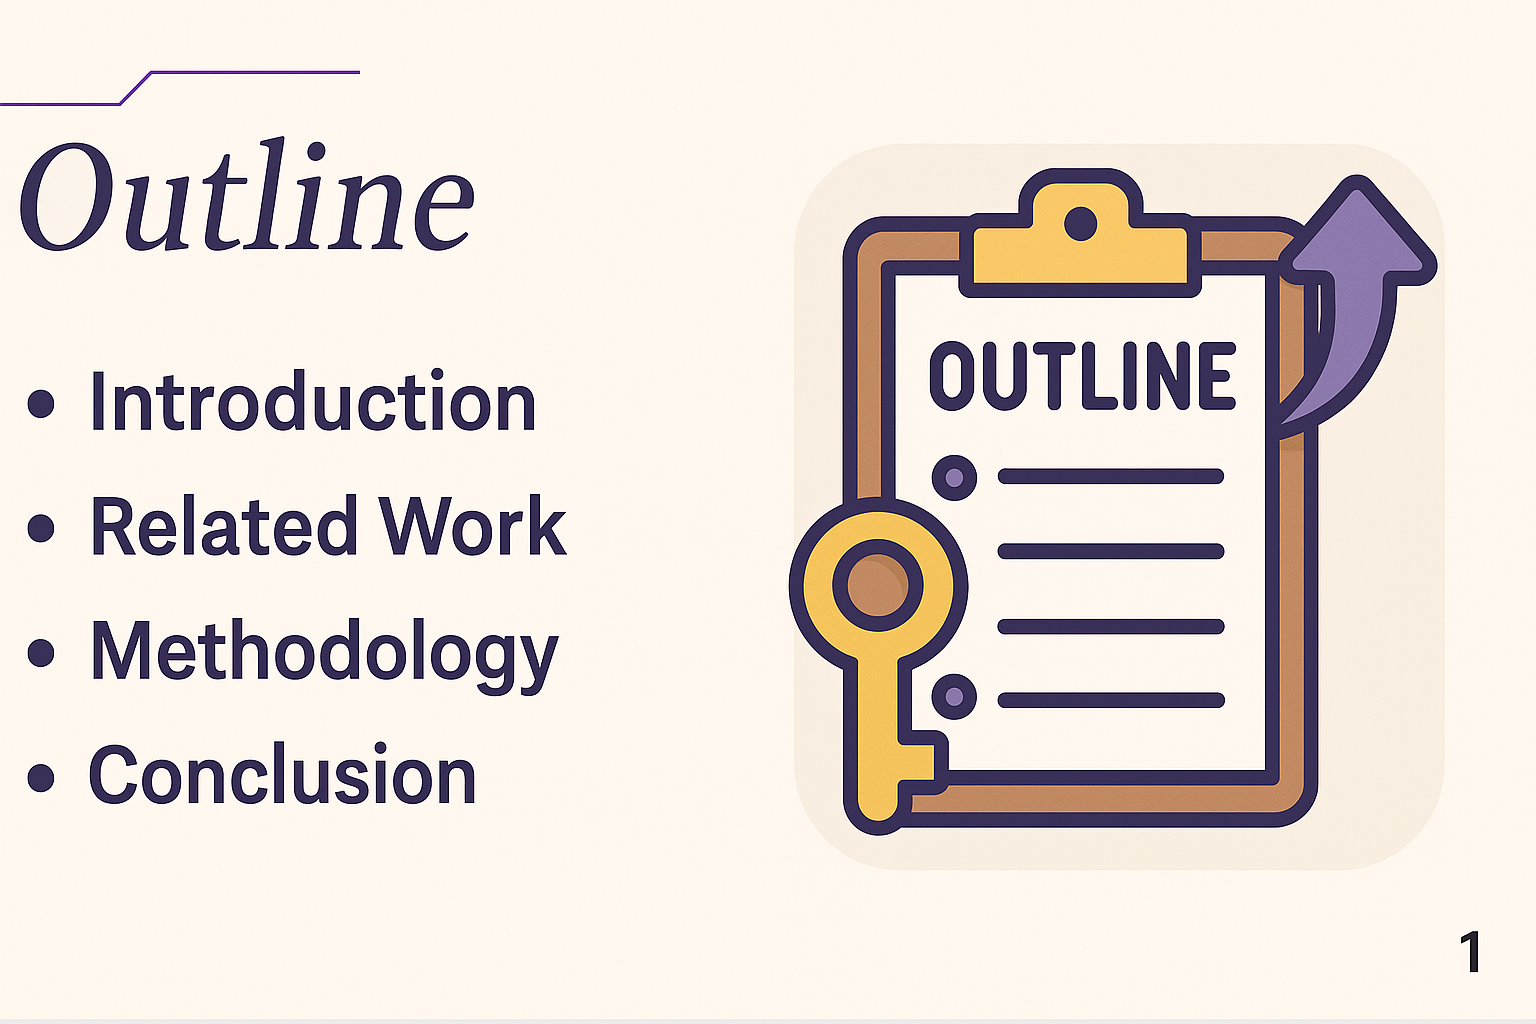 Outline
• Introduction
• Related Work
• Methodology
• Conclusion
OUTLINE
1